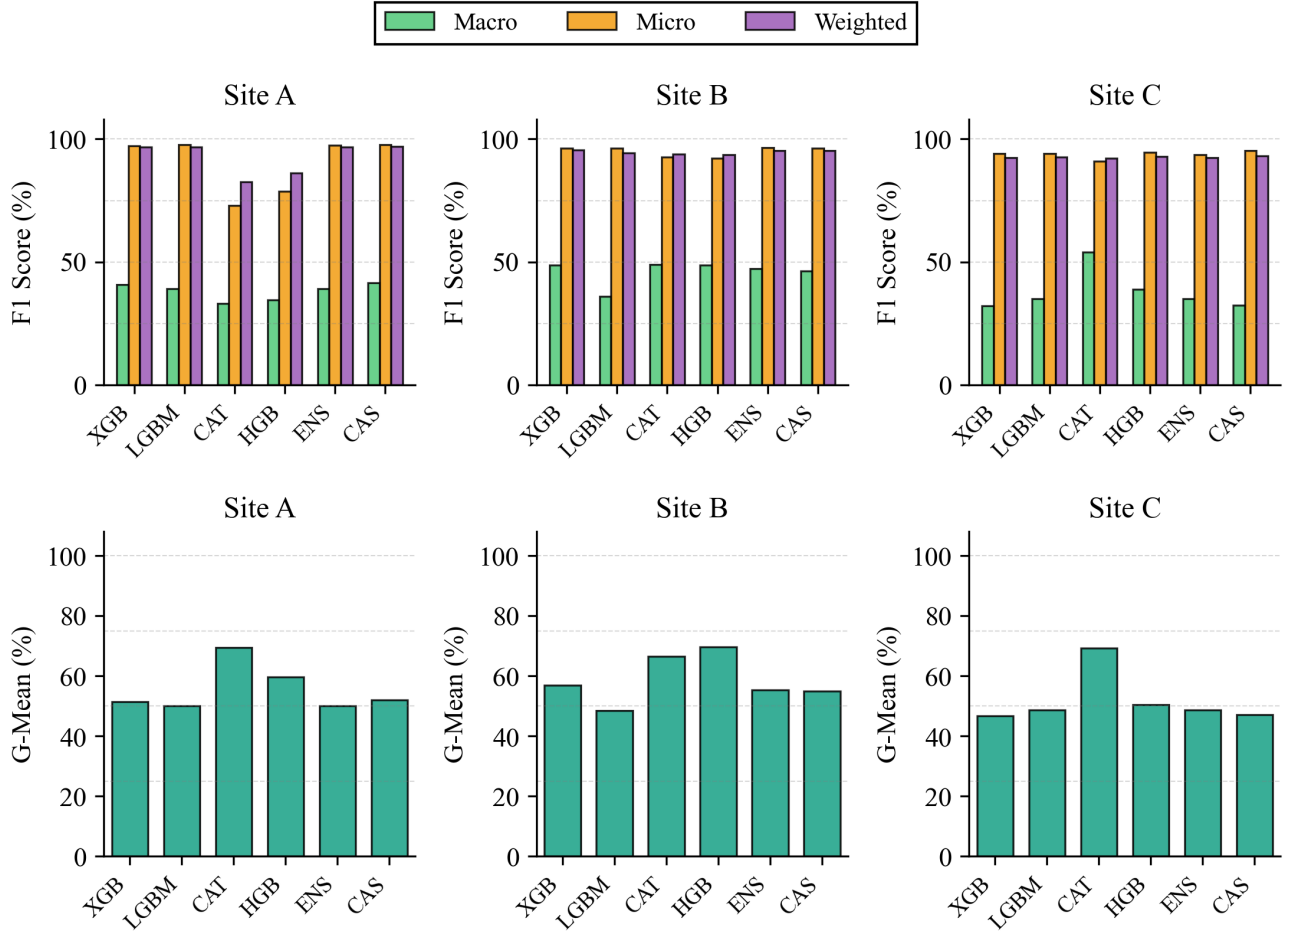 Macro Micro Weighted
Site A Site B Site C
F1 Score (%) F1 Score (%) F1 Score (%)
100 100 100
50 50 50
0 0 0
XGB LGBM CAT HGB ENS CAS XGB LGBM CAT HGB ENS CAS XGB LGBM CAT HGB ENS CAS
Site A Site B Site C
G-Mean (%) G-Mean (%) G-Mean (%)
100 100 100
80 80 80
60 60 60
40 40 40
20 20 20
0 0 0
XGB LGBM CAT HGB ENS CAS XGB LGBM CAT HGB ENS CAS XGB LGBM CAT HGB ENS CAS